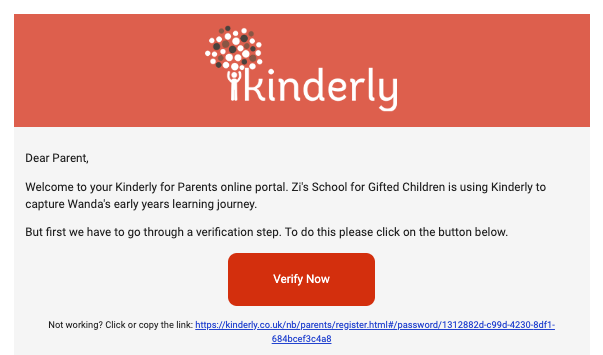 kinderly
Dear Parent,
Welcome to your Kinderly for Parents online portal. Zi's School for Gifted Children is using Kinderly to
capture Wanda's early years learning journey.
But first we have to go through a verification step. To do this please click on the button below.
Verify Now
Not working? Click or copy the link: https://kinderly.co.uk/nb/parents/register.html#/password/1312882d-c99d-4230-8df1-
684bcef3c4a8